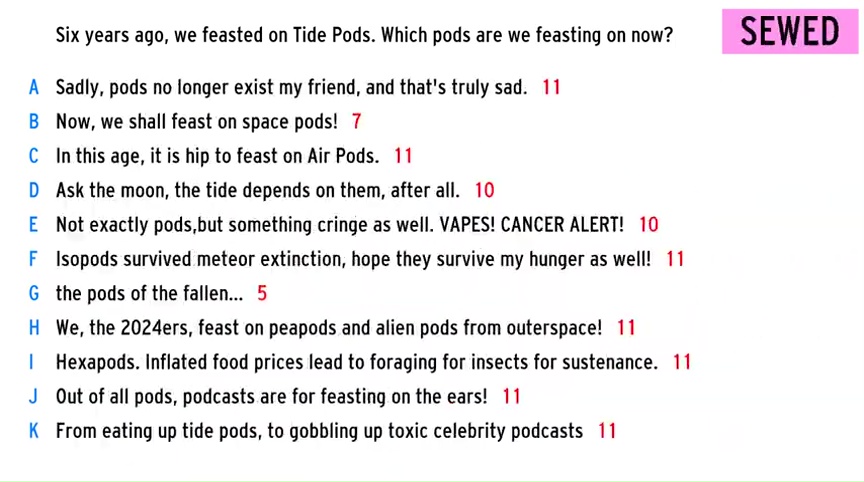 Six years ago, we feasted on Tide Pods. Which pods are we feasting on now?
SEWED
A Sadly, pods no longer exist my friend, and that's truly sad. 11
B Now, we shall feast on space pods! 7
C In this age, it is hip to feast on Air Pods. 11
D Ask the moon, the tide depends on them, after all. 10
E Not exactly pods,but something cringe as well. VAPES! CANCER ALERT! 10
F Isopods survived meteor extinction, hope they survive my hunger as well! 11
G the pods of the fallen... 5
H We, the 2024ers, feast on peapods and alien pods from outerspace! 11
I Hexapods. Inflated food prices lead to foraging for insects for sustenance. 11
J Out of all pods, podcasts are for feasting on the ears! 11
K From eating up tide pods, to gobbling up toxic celebrity podcasts 11